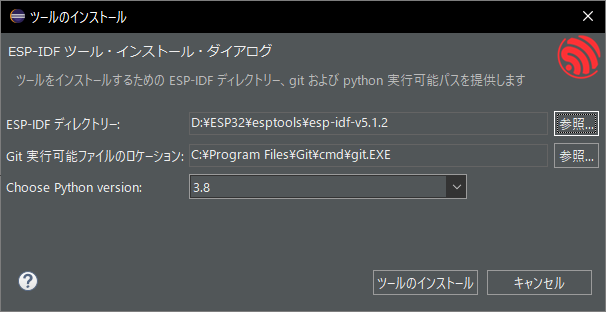 ツールのインストール
ESP-IDF ツール・インストール・ダイアログ
ツールをインストールするための ESP-IDF ディレクトリー、git および python 実行可能パスを提供します
ESP-IDF ディレクトリー: D:¥ESP32¥esptools¥esp-idf-v5.1.2 参照...
Git 実行可能ファイルのロケーション: C:¥Program Files¥Git¥cmd¥git.EXE 参照...
Choose Python version: 3.8
? ツールのインストール キャンセル